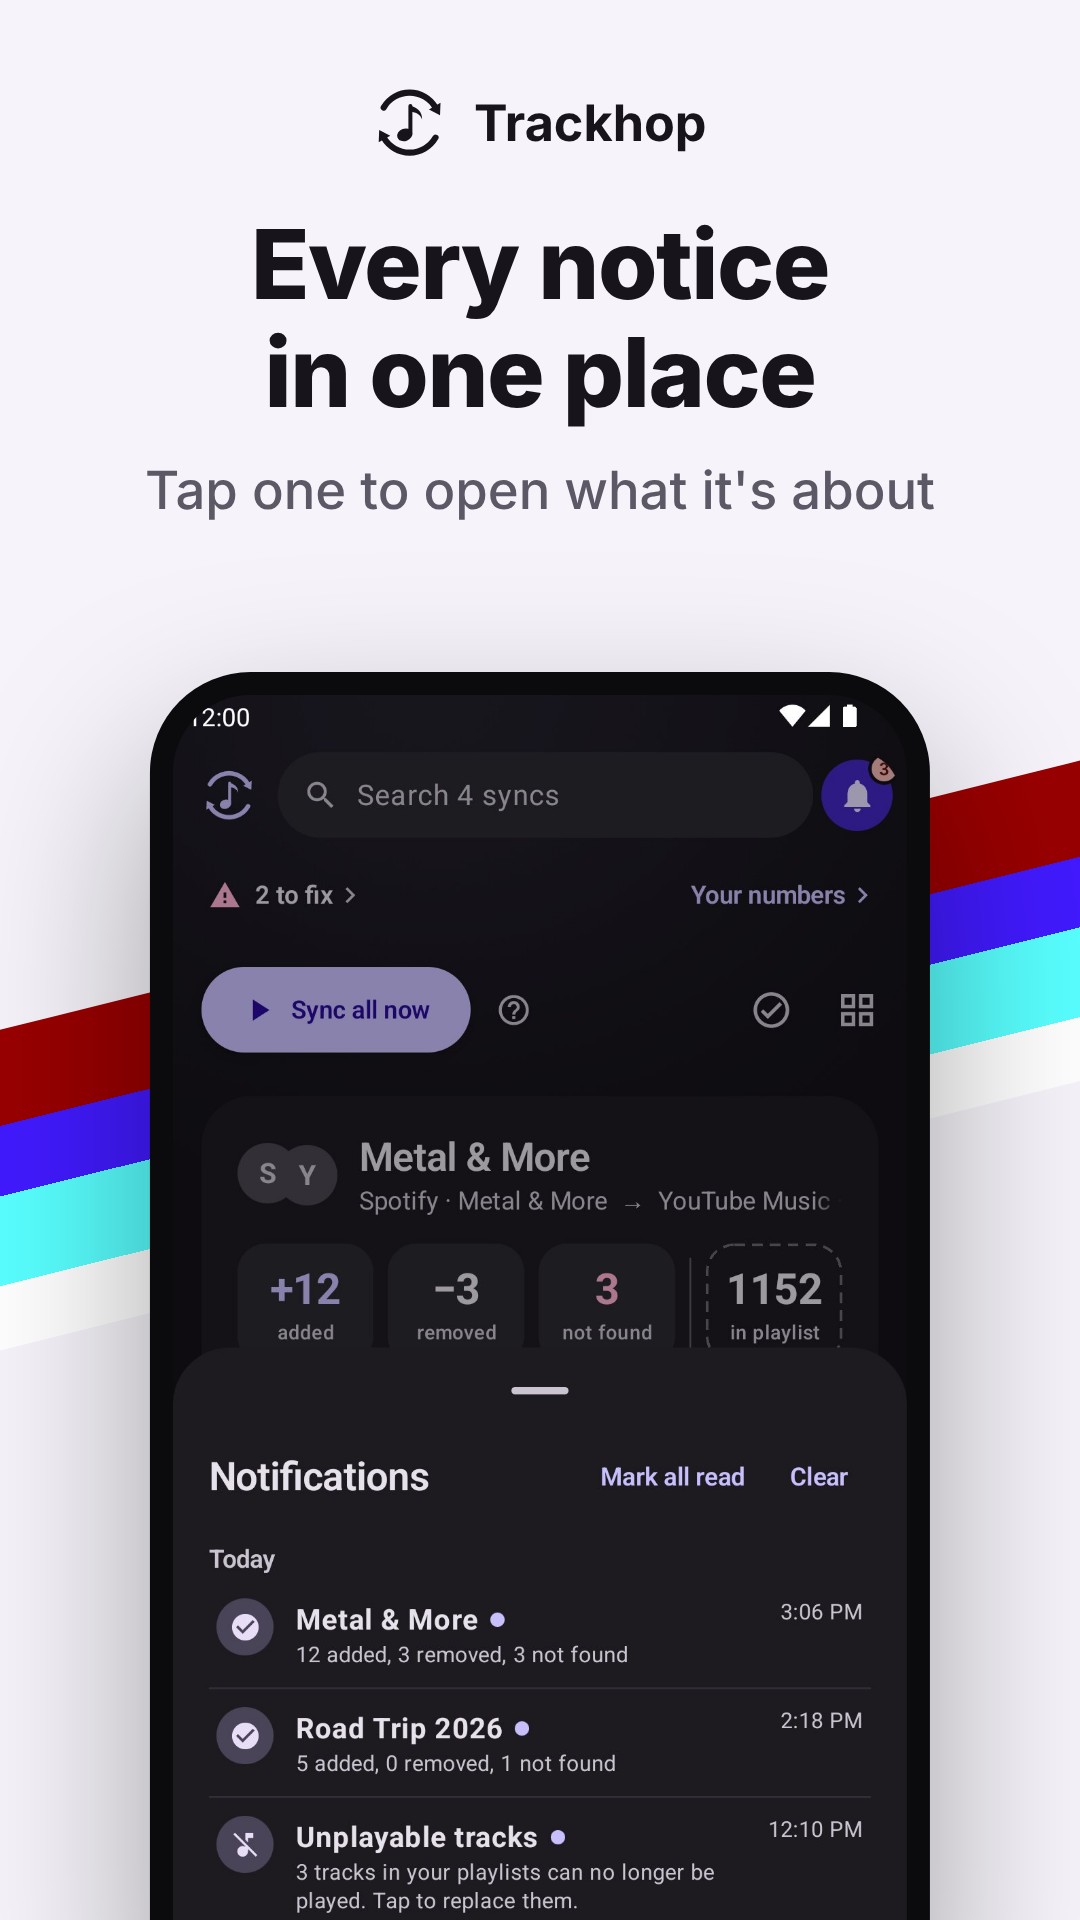 Trackhop
Every notice
in one place
Tap one to open what it's about
12:00
Search 4 syncs
3
2 to fix
Your numbers
Sync all now
S Y
Metal & More
Spotify · Metal & More → YouTube Music
+12
added
−3
removed
3
not found
1152
in playlist
Notifications
Mark all read
Clear
Today
Metal & More
3:06 PM
12 added, 3 removed, 3 not found
Road Trip 2026
2:18 PM
5 added, 0 removed, 1 not found
Unplayable tracks
12:10 PM
3 tracks in your playlists can no longer be
played. Tap to replace them.